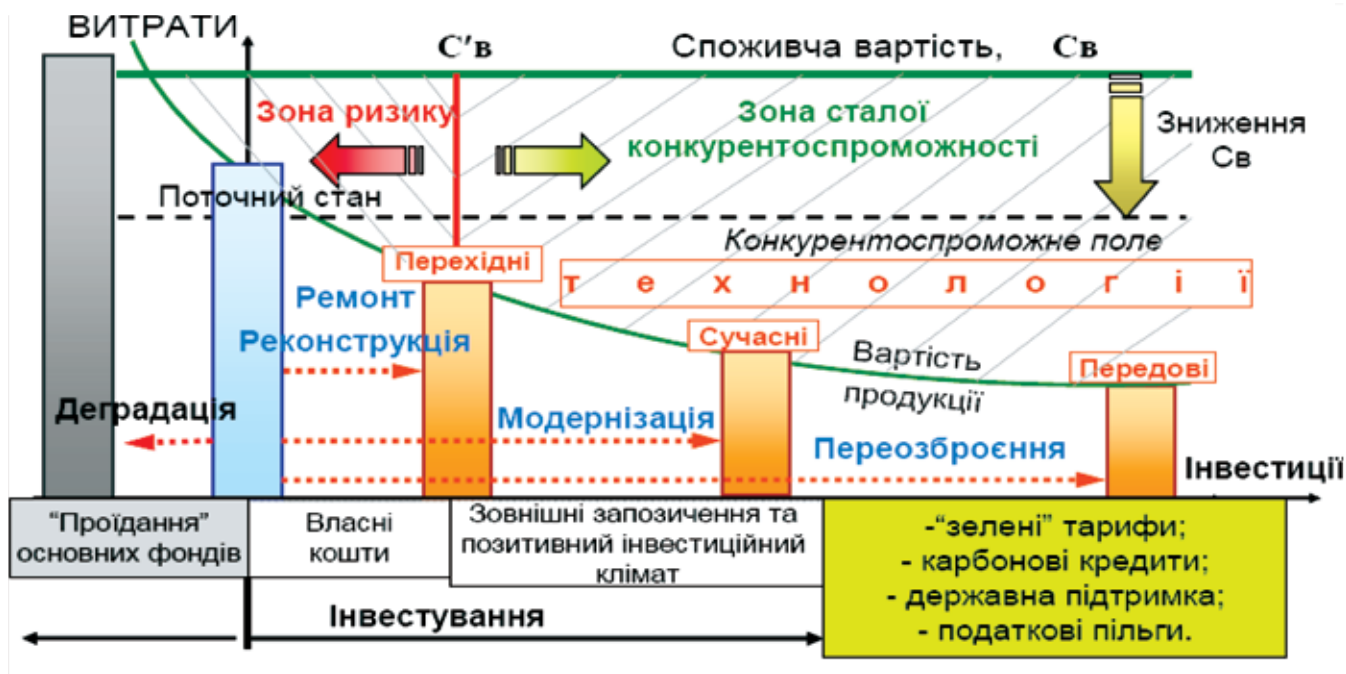 ВИТРАТИ
С'в
Споживча вартість,
Св
Зона ризику
Зона сталої
конкурентоспроможності
Зниження
Св
Поточний стан
Конкурентоспроможне поле
Перехідні
т е х н о л о г і ї
Ремонт
Реконструкція
Сучасні
Вартість
продукції
Передові
Деградація
Модернізація
Переозброєння
Інвестиції
“Проїдання”
основних фондів
Власні
кошти
Зовнішні запозичення та
позитивний інвестиційний
клімат
-“зелені” тарифи;
- карбонові кредити;
- державна підтримка;
- податкові пільги.
Інвестування